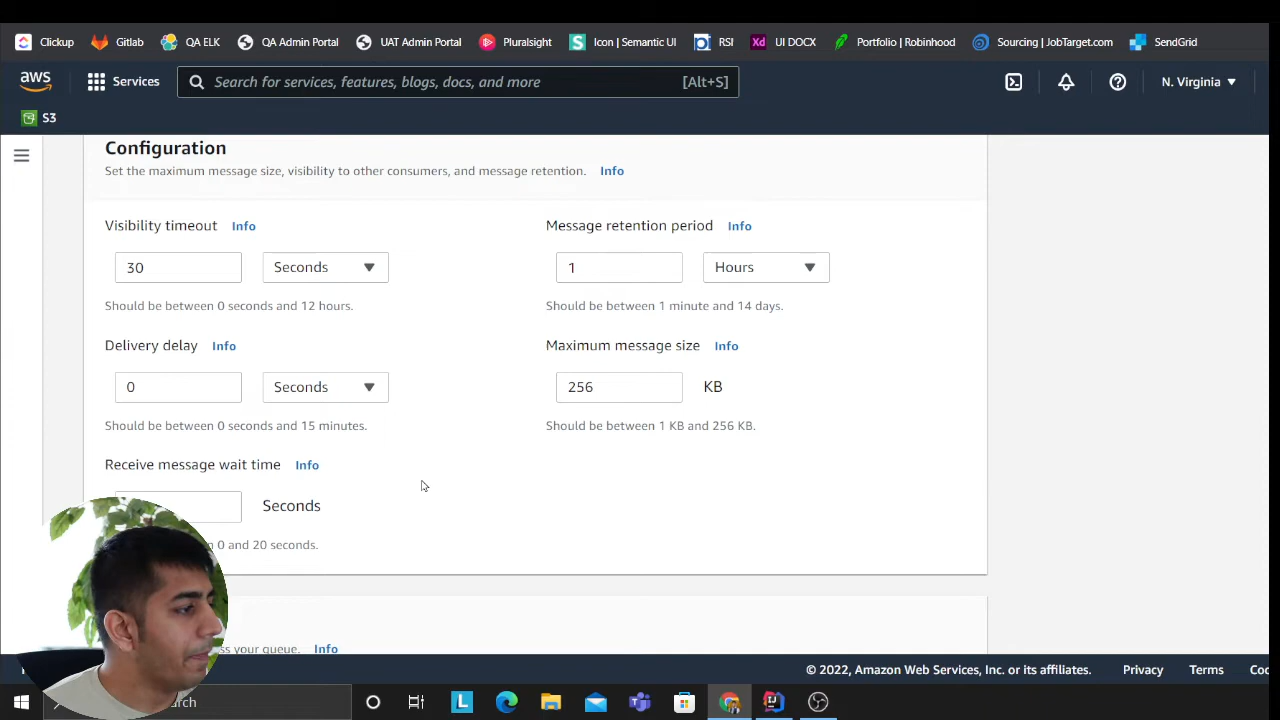 Clickup Gitlab QA ELK QA Admin Portal UAT Admin Portal Pluralsight Icon | Semantic UI RSI Xd UI DOCX Portfolio | Robinhood Sourcing | JobTarget.com SendGrid
aws Services Search for services, features, blogs, docs, and more [Alt+S] N. Virginia
S3
Configuration
Set the maximum message size, visibility to other consumers, and message retention. Info
Visibility timeout Info Message retention period Info
30 Seconds 1 Hours
Should be between 0 seconds and 12 hours. Should be between 1 minute and 14 days.
Delivery delay Info Maximum message size Info
0 Seconds 256 KB
Should be between 0 seconds and 15 minutes. Should be between 1 KB and 256 KB.
Receive message wait time Info
Seconds
0 and 20 seconds.
your queue. Info
© 2022, Amazon Web Services, Inc. or its affiliates. Privacy Terms
L